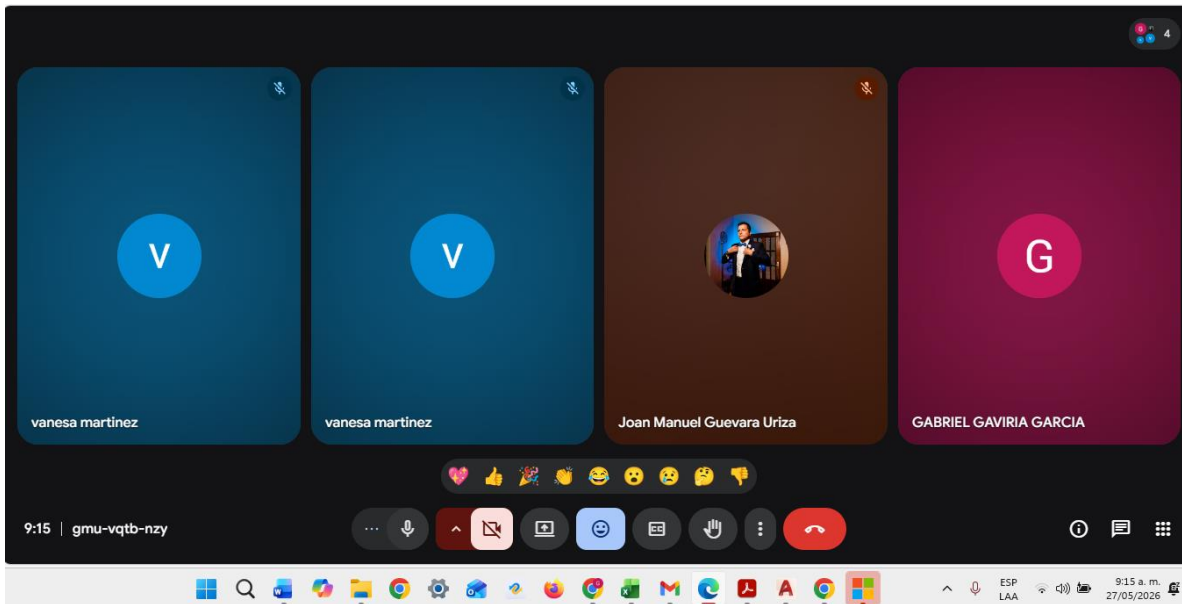 4
V
V
G
vanesa martinez
vanesa martinez
Joan Manuel Guevara Uriza
GABRIEL GAVIRIA GARCIA
9:15 | gmu-vqtb-nzy
CC
ESP
LAA
9:15 a. m.
27/05/2026